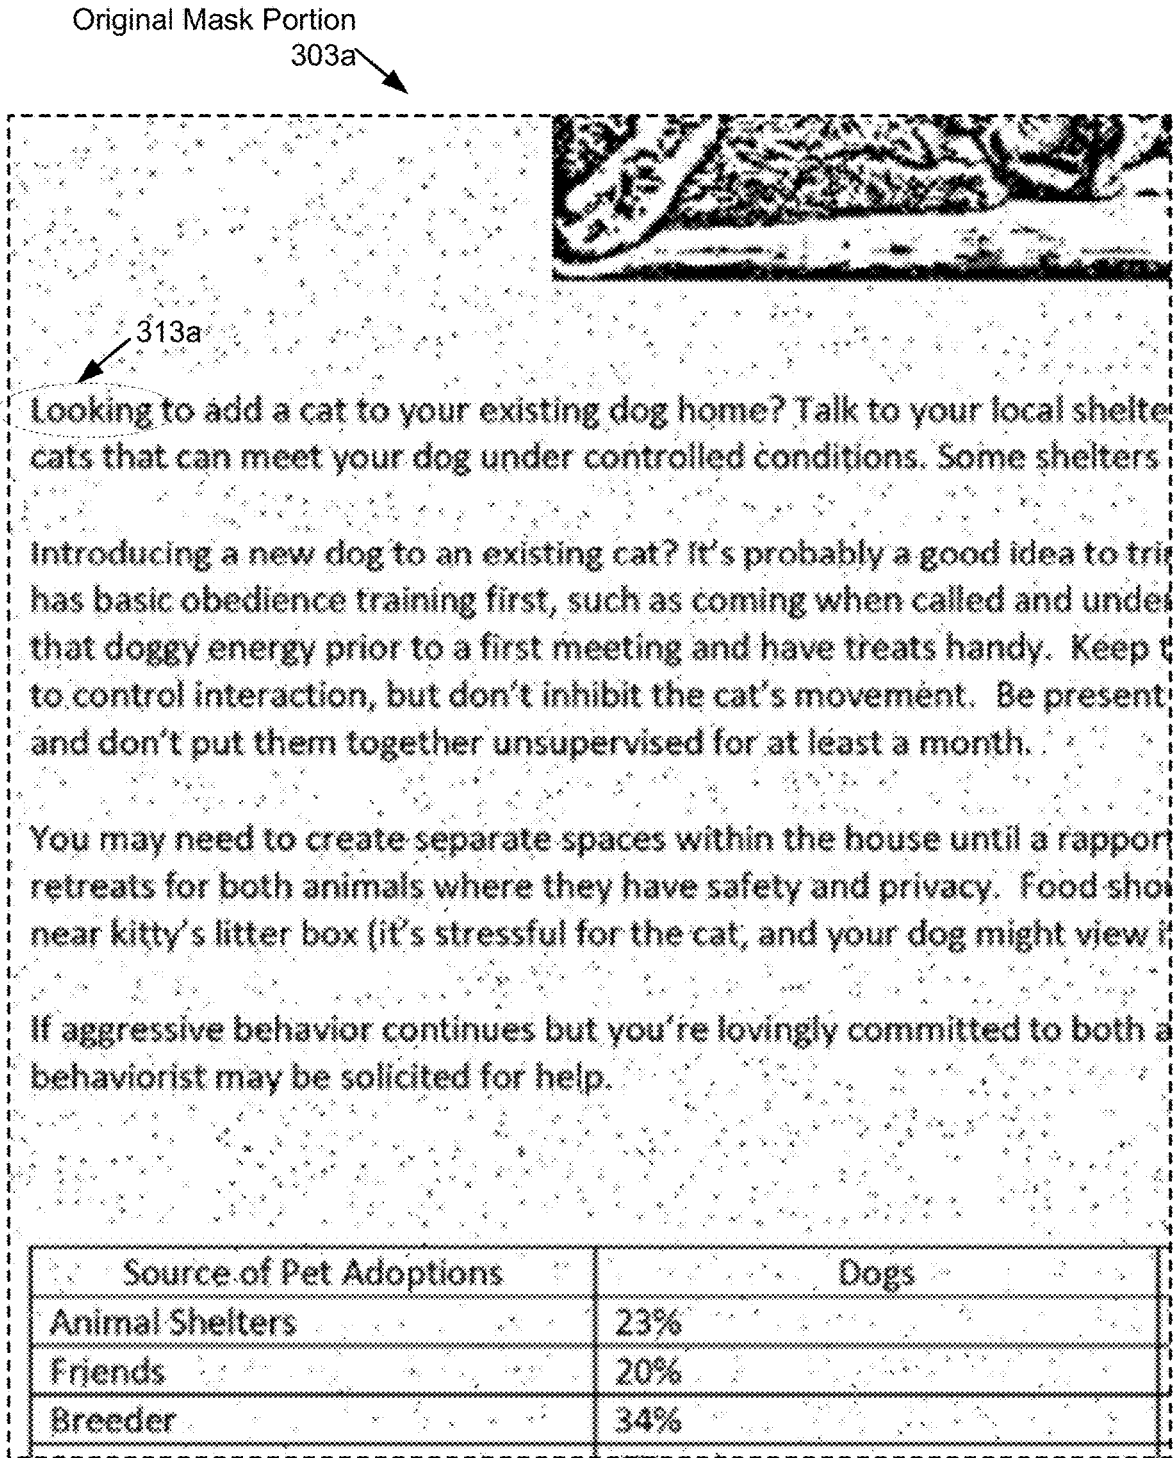 Original Mask Portion
303a
313a
Looking to add a cat to your existing dog home? Talk to your local shelte
cats that can meet your dog under controlled conditions. Some shelters
Introducing a new dog to an existing cat? It's probably a good idea to tri
has basic obedience training first, such as coming when called and unde
that doggy energy prior to a first meeting and have treats handy.  Keep t
to control interaction, but don't inhibit the cat's movement.  Be present
and don't put them together unsupervised for at least a month.
You may need to create separate spaces within the house until a rappor
retreats for both animals where they have safety and privacy.  Food sho
near kitty's litter box (it's stressful for the cat, and your dog might view i
If aggressive behavior continues but you're lovingly committed to both a
behaviorist may be solicited for help.
Source of Pet Adoptions Dogs
Animal Shelters 23%
Friends 20%
Breeder 34%